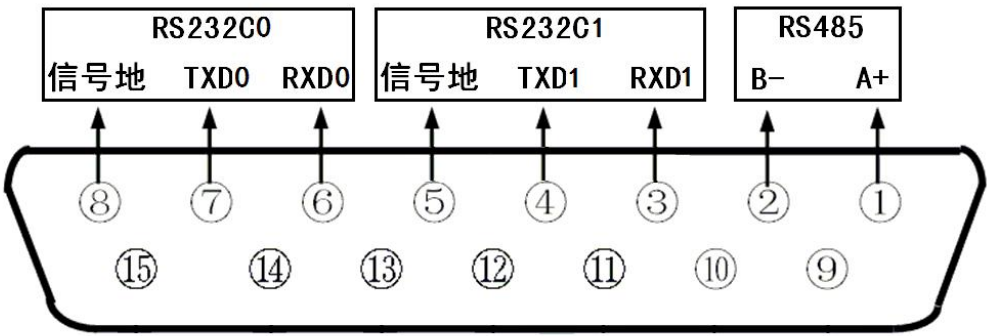 RS232C0 RS232C1 RS485
信号地 TXD0 RXD0 信号地 TXD1 RXD1 B- A+
⑧ ⑦ ⑥ ⑤ ④ ③ ② ①
⑮ ⑭ ⑬ ⑫ ⑪ ⑩ ⑨